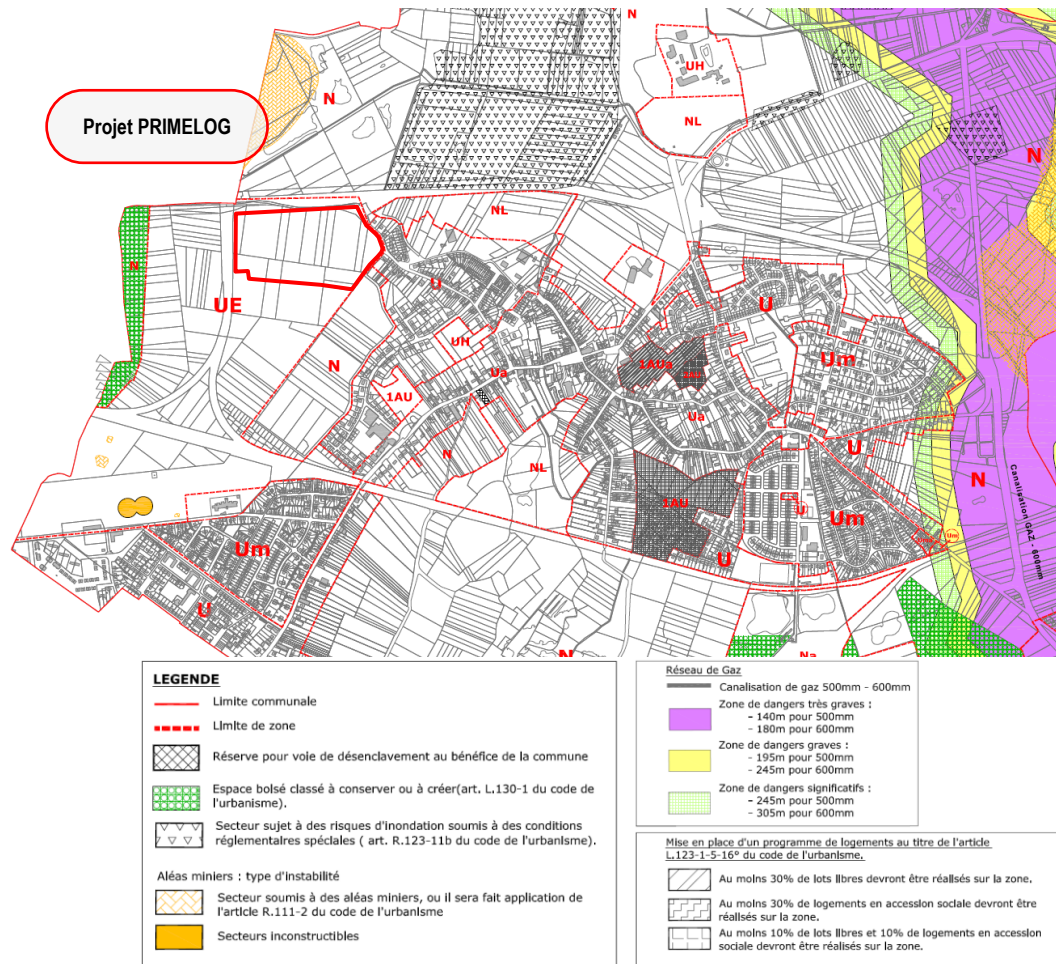 N
UH
NL
Projet PRIMELOG
N
N
NL
N
U
UE
U
N
UH
Ua
1AUa
Um
1AU
Ua
N
NL
U
N
1AU
U
Um
Um
U
Um
U
Canalisation GAZ - 600mm
N
Na
LEGENDE
Limite communale
Limite de zone
Réserve pour voie de désenclavement au bénéfice de la commune
Espace boisé classé à conserver ou à créer(art. L.130-1 du code de
l'urbanisme).
Secteur sujet à des risques d'inondation soumis à des conditions
réglementaires spéciales ( art. R.123-11b du code de l'urbanisme).
Aléas miniers : type d'instabilité
Secteur soumis à des aléas miniers, ou il sera fait application de
l'article R.111-2 du code de l'urbanisme
Secteurs inconstructibles
Réseau de Gaz
Canalisation de gaz 500mm - 600mm
Zone de dangers très graves :
- 140m pour 500mm
- 180m pour 600mm
Zone de dangers graves :
- 195m pour 500mm
- 245m pour 600mm
Zone de dangers significatifs :
- 245m pour 500mm
- 305m pour 600mm
Mise en place d'un programme de logements au titre de l'article
L.123-1-5-16° du code de l'urbanisme.
Au moins 30% de lots libres devront être réalisés sur la zone.
Au moins 30% de logements en accession sociale devront être
réalisés sur la zone.
Au moins 10% de lots libres et 10% de logements en accession
sociale devront être réalisés sur la zone.